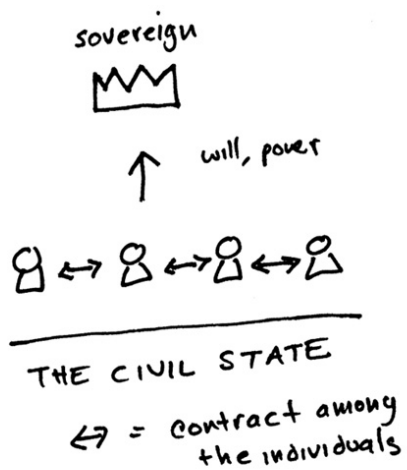 sovereign
will, power
THE CIVIL STATE
↔ = contract among
the individuals